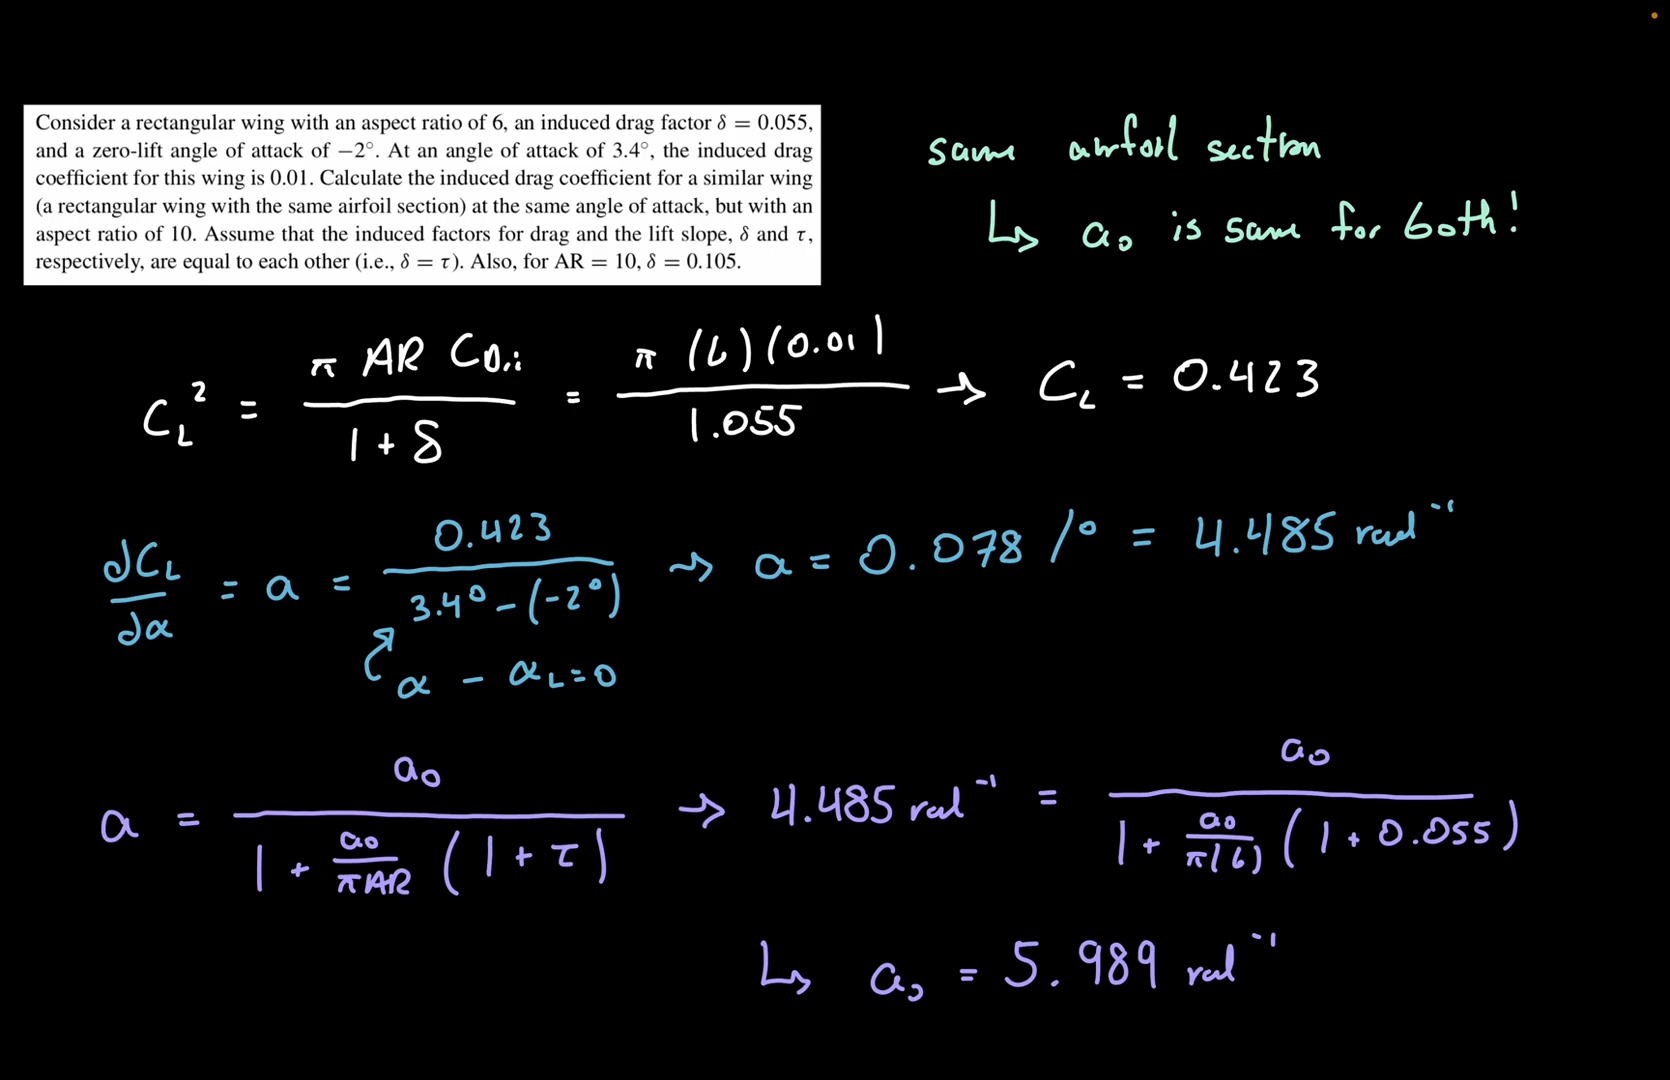 Consider a rectangular wing with an aspect ratio of 6, an induced drag factor δ = 0.055,
and a zero-lift angle of attack of −2°. At an angle of attack of 3.4°, the induced drag
coefficient for this wing is 0.01. Calculate the induced drag coefficient for a similar wing
(a rectangular wing with the same airfoil section) at the same angle of attack, but with an
aspect ratio of 10. Assume that the induced factors for drag and the lift slope, δ and τ,
respectively, are equal to each other (i.e., δ = τ). Also, for AR = 10, δ = 0.105.
same airfoil section
↳ a₀ is same for both!
C_L² = π AR C_D,i / (1 + δ) = π (6) (0.01) / 1.055 → C_L = 0.423
dC_L/dα = a = 0.423 / (3.4° − (−2°)) → a = 0.078 /° = 4.485 rad⁻¹
α − α_L=0
a = a₀ / (1 + a₀/(πAR) (1 + τ)) → 4.485 rad⁻¹ = a₀ / (1 + a₀/(π(6)) (1 + 0.055))
↳ a₀ = 5.989 rad⁻¹